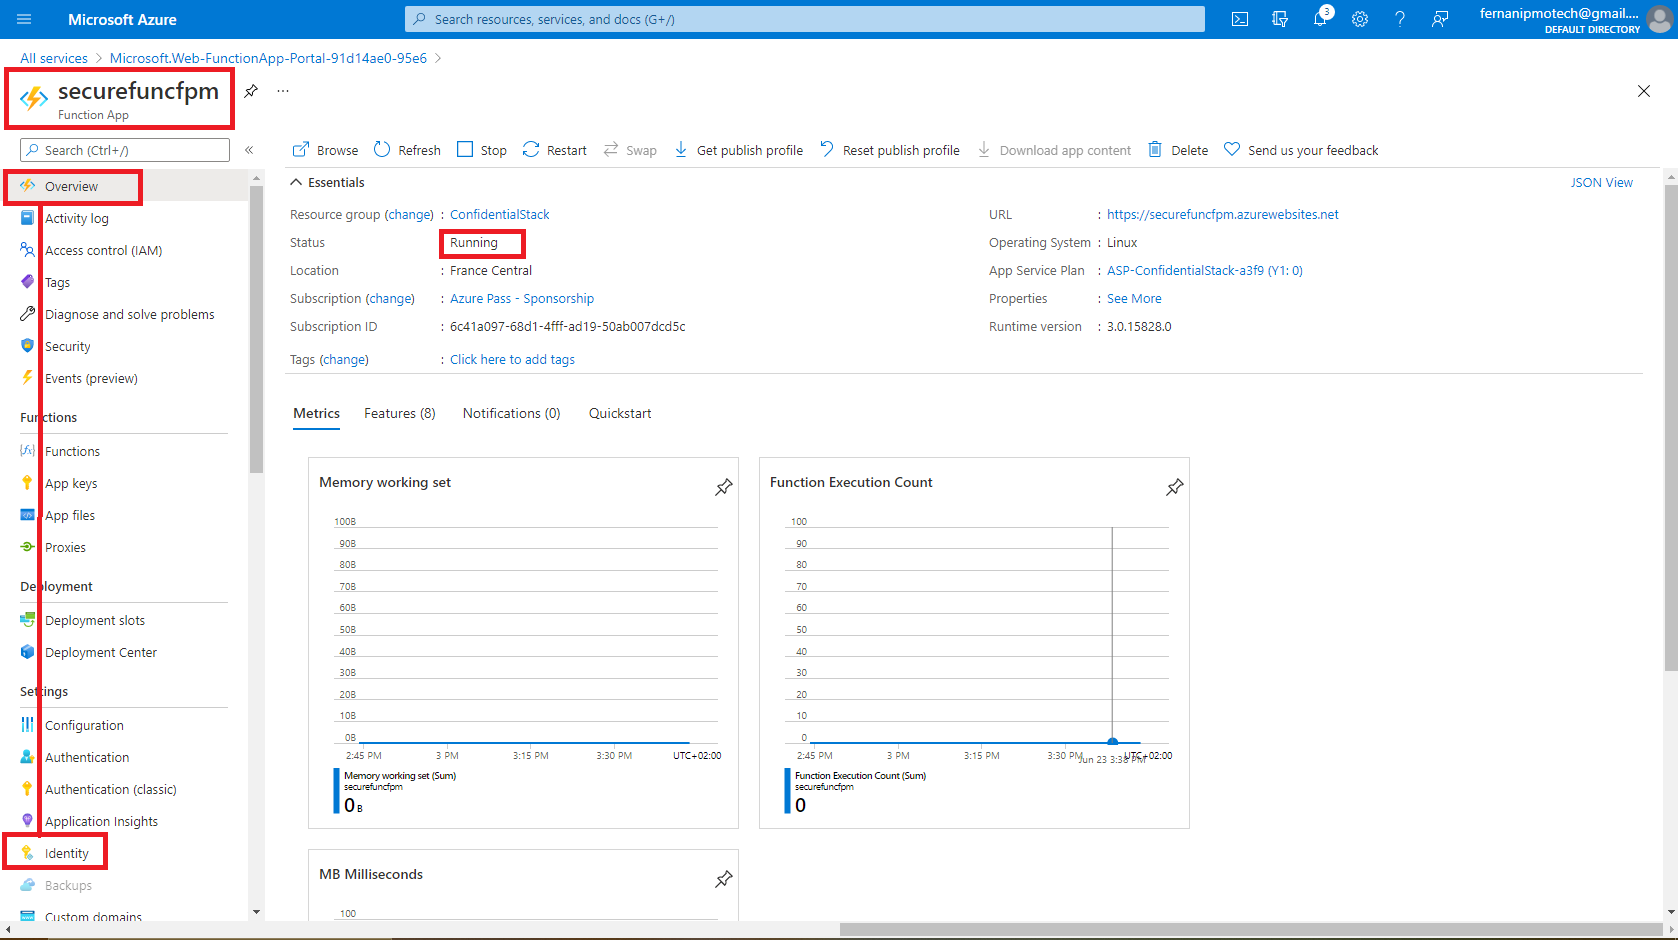 Microsoft Azure
Search resources, services, and docs (G+/)
3
fernanipmotech@gmail....
DEFAULT DIRECTORY
All services > Microsoft.Web-FunctionApp-Portal-91d14ae0-95e6 >
securefuncfpm
...
Function App
Search (Ctrl+/)
«
Browse Refresh Stop Restart Swap Get publish profile Reset publish profile Download app content Delete Send us your feedback
Overview
Activity log
Access control (IAM)
Tags
Diagnose and solve problems
Security
Events (preview)
Functions
Functions
App keys
App files
Proxies
Deployment
Deployment slots
Deployment Center
Settings
Configuration
Authentication
Authentication (classic)
Application Insights
Identity
Backups
Custom domains
Essentials
JSON View
Resource group (change) : ConfidentialStack
Status : Running
Location : France Central
Subscription (change) : Azure Pass - Sponsorship
Subscription ID : 6c41a097-68d1-4fff-ad19-50ab007dcd5c
Tags (change) : Click here to add tags
URL : https://securefuncfpm.azurewebsites.net
Operating System : Linux
App Service Plan : ASP-ConfidentialStack-a3f9 (Y1: 0)
Properties : See More
Runtime version : 3.0.15828.0
Metrics Features (8) Notifications (0) Quickstart
Memory working set
100B
90B
80B
70B
60B
50B
40B
30B
20B
10B
0B
2:45 PM 3 PM 3:15 PM 3:30 PM UTC+02:00
Memory working set (Sum)
securefuncfpm
0 B
Function Execution Count
100
90
80
70
60
50
40
30
20
10
0
2:45 PM 3 PM 3:15 PM 3:30 PM UTC+02:00
Jun 23 3:38 PM
Function Execution Count (Sum)
securefuncfpm
0
MB Milliseconds
100